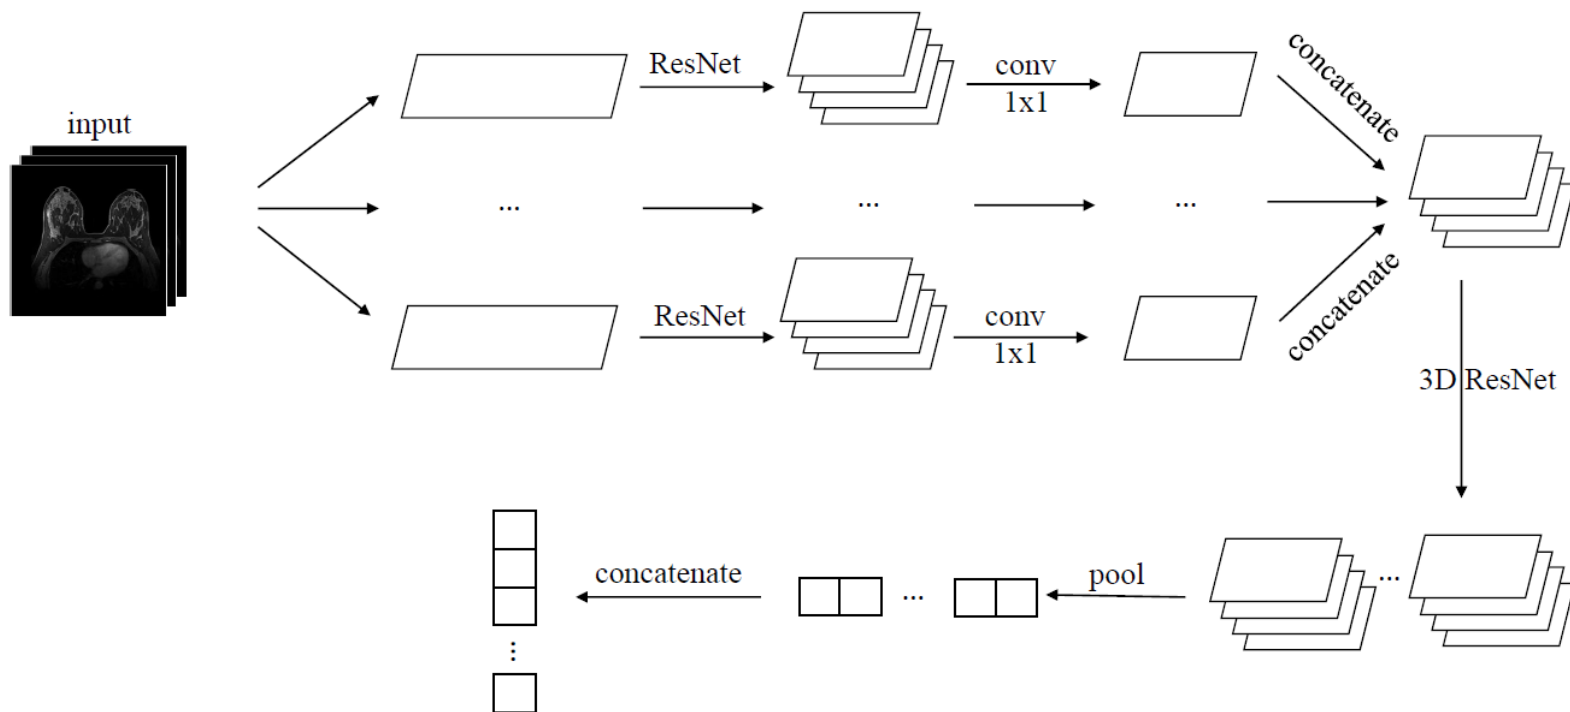 input
ResNet
conv
1x1
concatenate
...
...
...
ResNet
conv
1x1
concatenate
3D ResNet
concatenate
...
pool
...
...